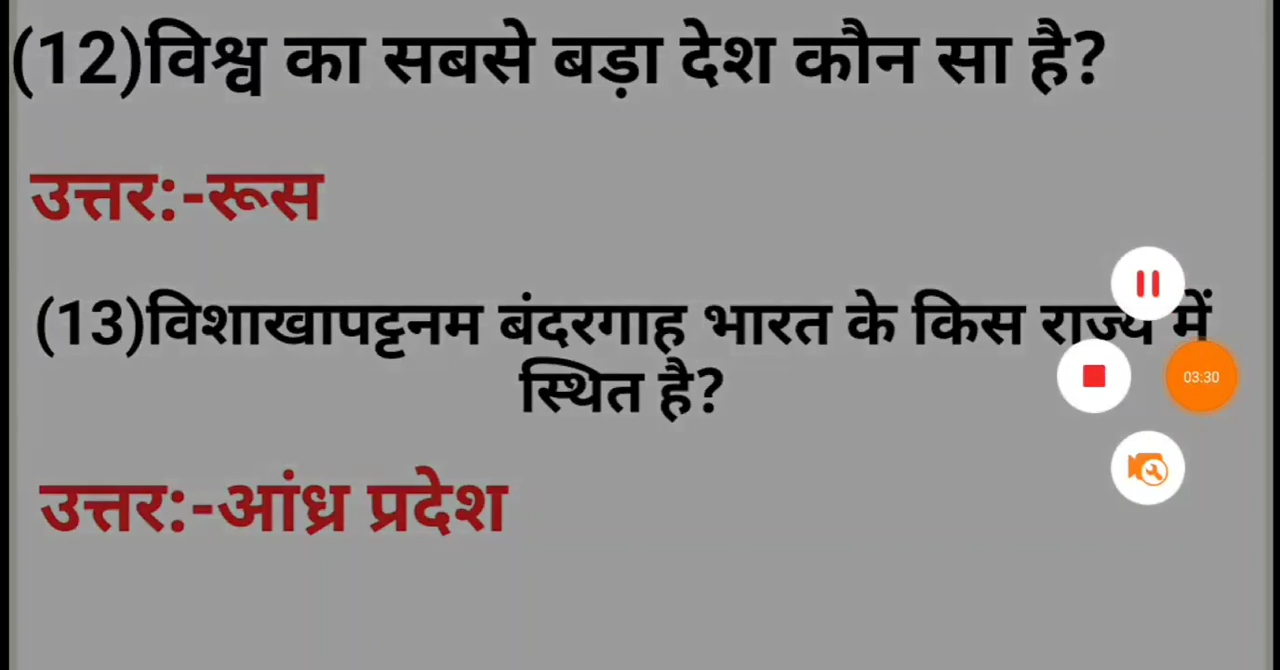 (12)विश्व का सबसे बड़ा देश कौन सा है?
उत्तर:-रूस
(13)विशाखापट्टनम बंदरगाह भारत के किस राज्य में
स्थित है?
03:30
उत्तर:-आंध्र प्रदेश